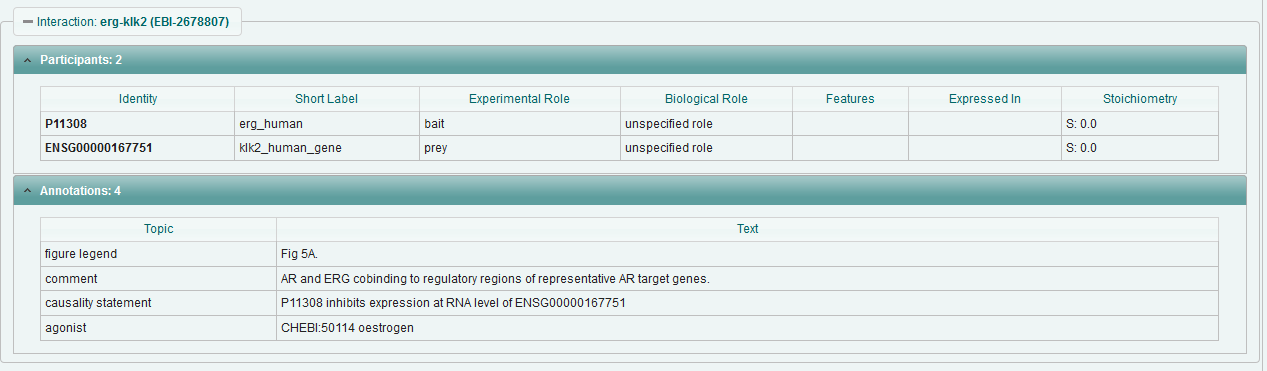 Interaction: erg-klk2 (EBI-2678807)
Participants: 2
Identity Short Label Experimental Role Biological Role Features Expressed In Stoichiometry
P11308 erg_human bait unspecified role S: 0.0
ENSG00000167751 klk2_human_gene prey unspecified role S: 0.0
Annotations: 4
Topic Text
figure legend Fig 5A.
comment AR and ERG cobinding to regulatory regions of representative AR target genes.
causality statement P11308 inhibits expression at RNA level of ENSG00000167751
agonist CHEBI:50114 oestrogen